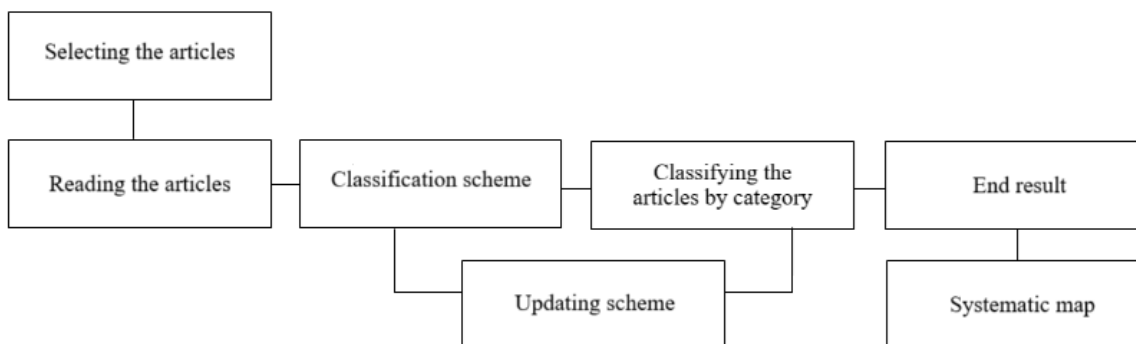 Selecting the articles
Reading the articles
Classification scheme
Classifying the
articles by category
End result
Updating scheme
Systematic map